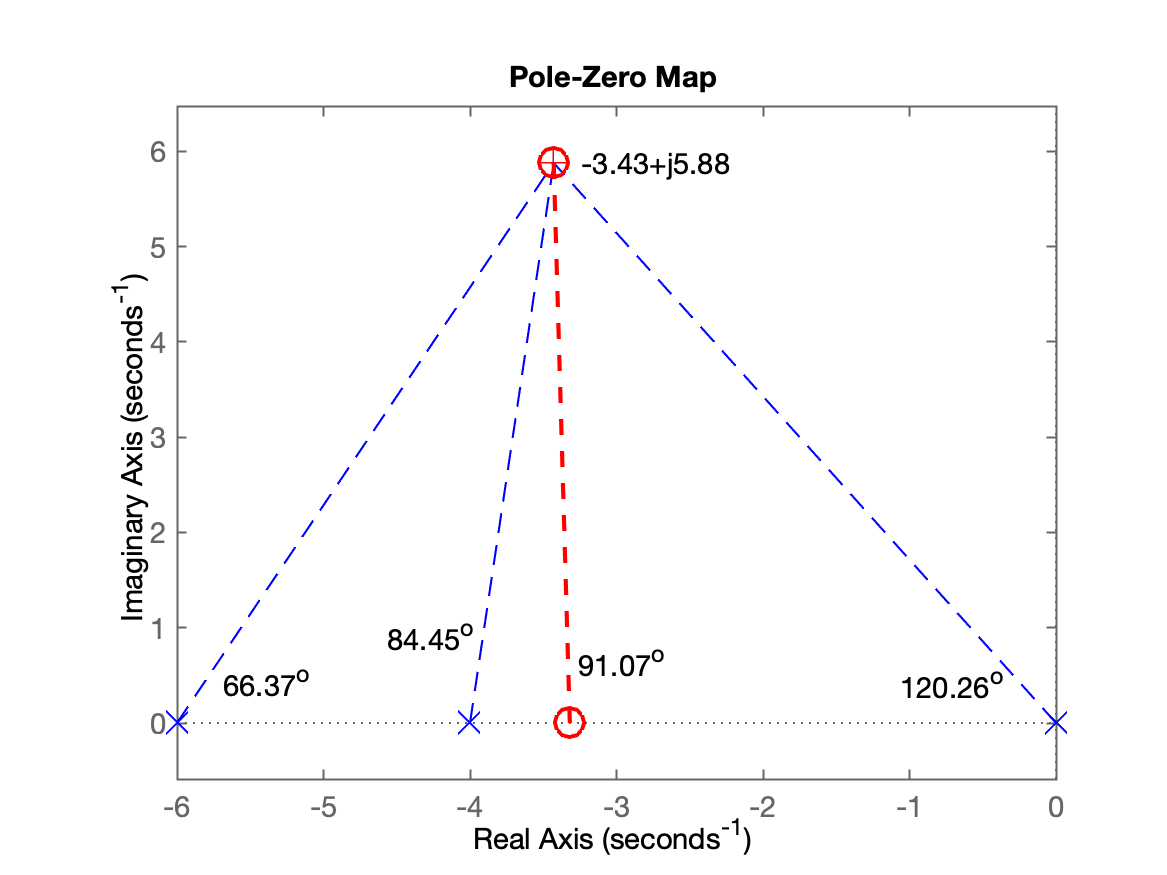 Pole-Zero Map
Imaginary Axis (seconds⁻¹)
6
5
4
3
2
1
0
-3.43+j5.88
84.45º
66.37º
91.07º
120.26º
-6
-5
-4
-3
-2
-1
0
Real Axis (seconds⁻¹)